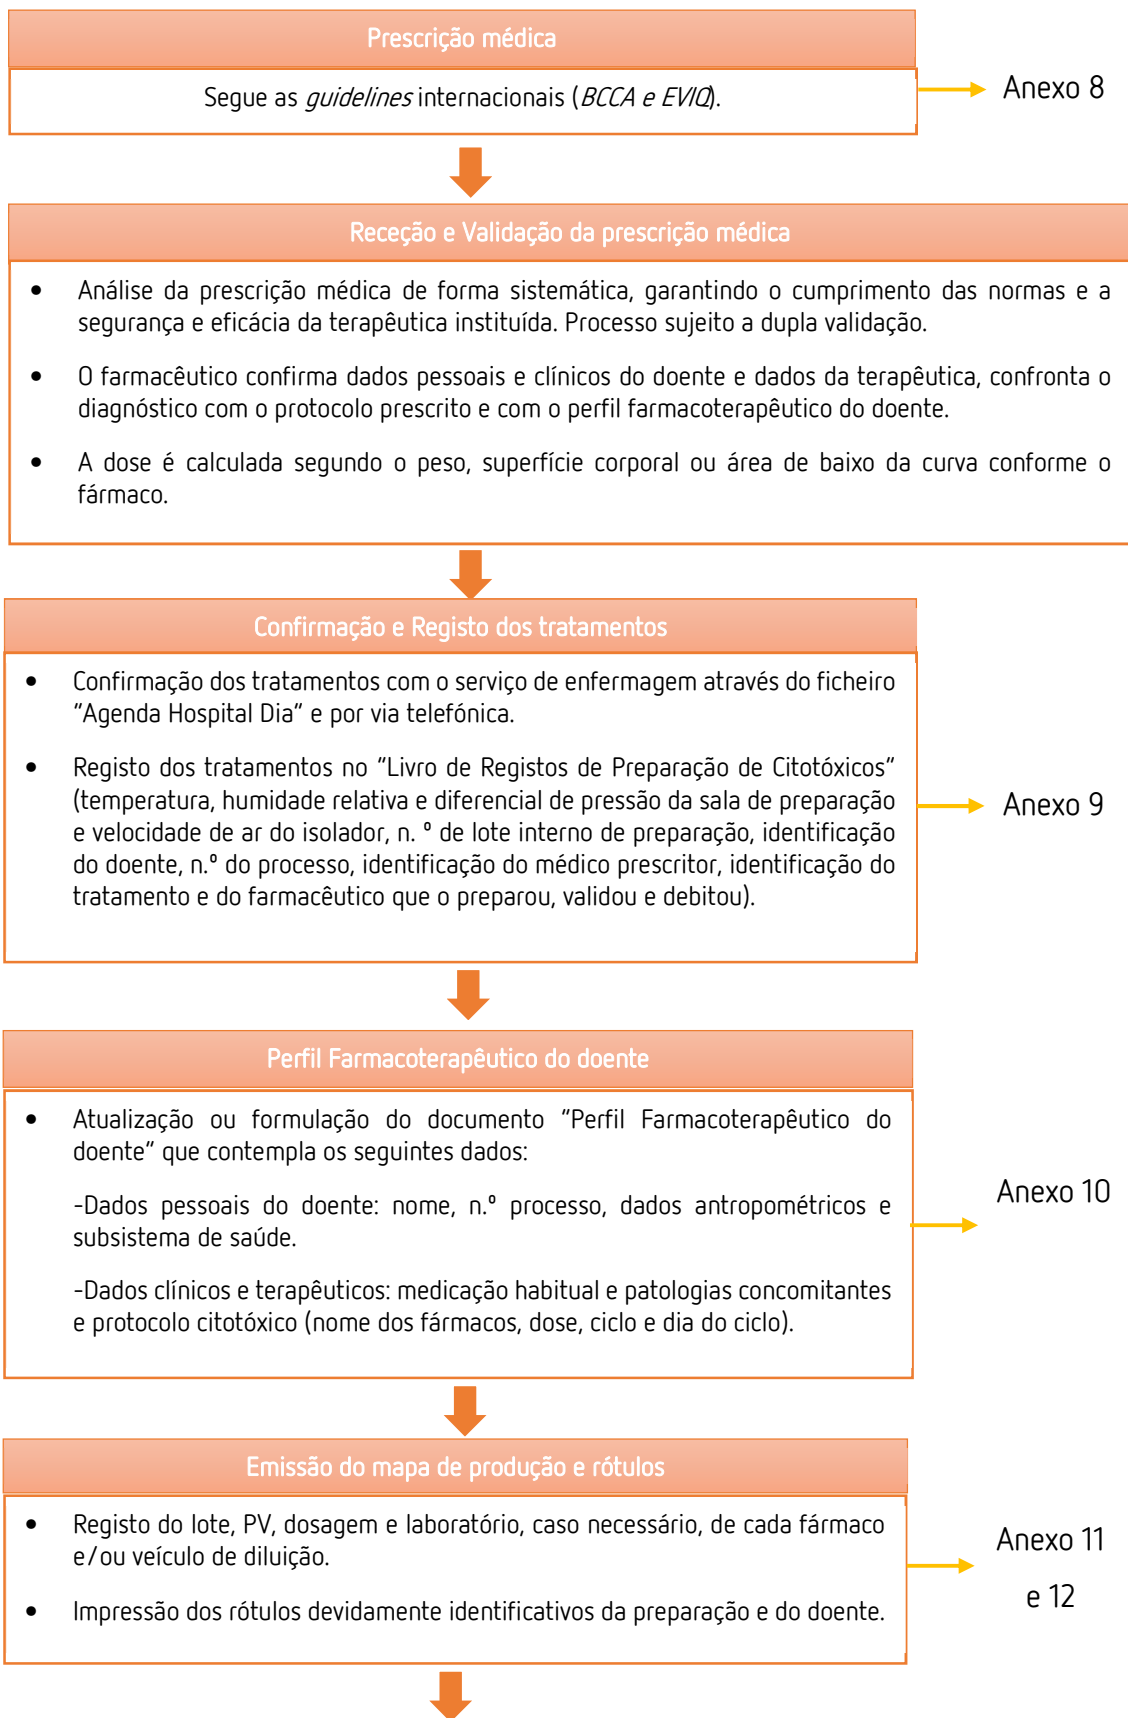 Prescrição médica
Segue as guidelines internacionais (BCCA e EVIQ).
Anexo 8
Receção e Validação da prescrição médica
• Análise da prescrição médica de forma sistemática, garantindo o cumprimento das normas e a
segurança e eficácia da terapêutica instituída. Processo sujeito a dupla validação.
• O farmacêutico confirma dados pessoais e clínicos do doente e dados da terapêutica, confronta o
diagnóstico com o protocolo prescrito e com o perfil farmacoterapêutico do doente.
• A dose é calculada segundo o peso, superfície corporal ou área de baixo da curva conforme o
fármaco.
Confirmação e Registo dos tratamentos
• Confirmação dos tratamentos com o serviço de enfermagem através do ficheiro
"Agenda Hospital Dia" e por via telefónica.
• Registo dos tratamentos no "Livro de Registos de Preparação de Citotóxicos"
(temperatura, humidade relativa e diferencial de pressão da sala de preparação
e velocidade de ar do isolador, n. º de lote interno de preparação, identificação
do doente, n.º do processo, identificação do médico prescritor, identificação do
tratamento e do farmacêutico que o preparou, validou e debitou).
Anexo 9
Perfil Farmacoterapêutico do doente
• Atualização ou formulação do documento "Perfil Farmacoterapêutico do
doente" que contempla os seguintes dados:
-Dados pessoais do doente: nome, n.º processo, dados antropométricos e
subsistema de saúde.
-Dados clínicos e terapêuticos: medicação habitual e patologias concomitantes
e protocolo citotóxico (nome dos fármacos, dose, ciclo e dia do ciclo).
Anexo 10
Emissão do mapa de produção e rótulos
• Registo do lote, PV, dosagem e laboratório, caso necessário, de cada fármaco
e/ou veículo de diluição.
• Impressão dos rótulos devidamente identificativos da preparação e do doente.
Anexo 11
e 12